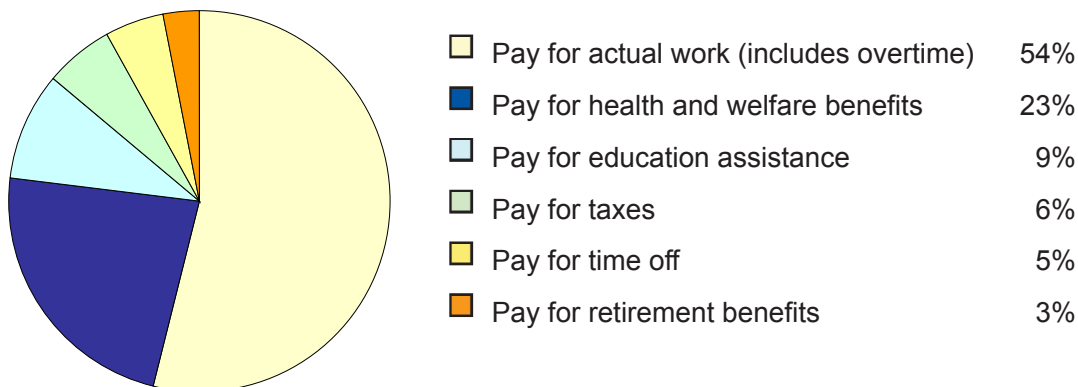 Pay for actual work (includes overtime) 54%
Pay for health and welfare benefits 23%
Pay for education assistance 9%
Pay for taxes 6%
Pay for time off 5%
Pay for retirement benefits 3%